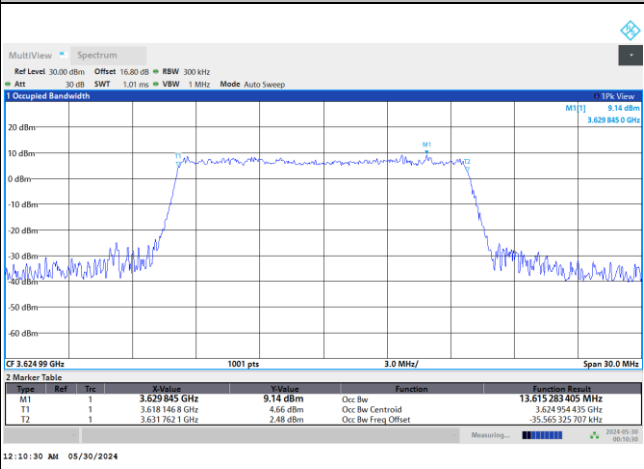 MultiView Spectrum
Ref Level 30.00 dBm Offset 16.80 dB RBW 300 kHz
Att 30 dB SWT 1.01 ms VBW 1 MHz Mode Auto Sweep
1 Occupied Bandwidth 1Pk View
M1[1] 9.14 dBm
3.629 845 0 GHz
20 dBm
M1
10 dBm
T1
T2
0 dBm
-10 dBm
-20 dBm
-30 dBm
-40 dBm
-50 dBm
-60 dBm
CF 3.624 99 GHz 1001 pts 3.0 MHz/ Span 30.0 MHz
2 Marker Table
Type Ref Trc X-Value Y-Value Function Function Result
M1 1 3.629 845 GHz 9.14 dBm Occ Bw 13.615 283 405 MHz
T1 1 3.618 146 8 GHz 4.66 dBm Occ Bw Centroid 3.624 954 435 GHz
T2 1 3.631 762 1 GHz 2.48 dBm Occ Bw Freq Offset -35.565 325 707 kHz
Measuring... 2024-05-30
00:10:30
12:10:30 AM 05/30/2024